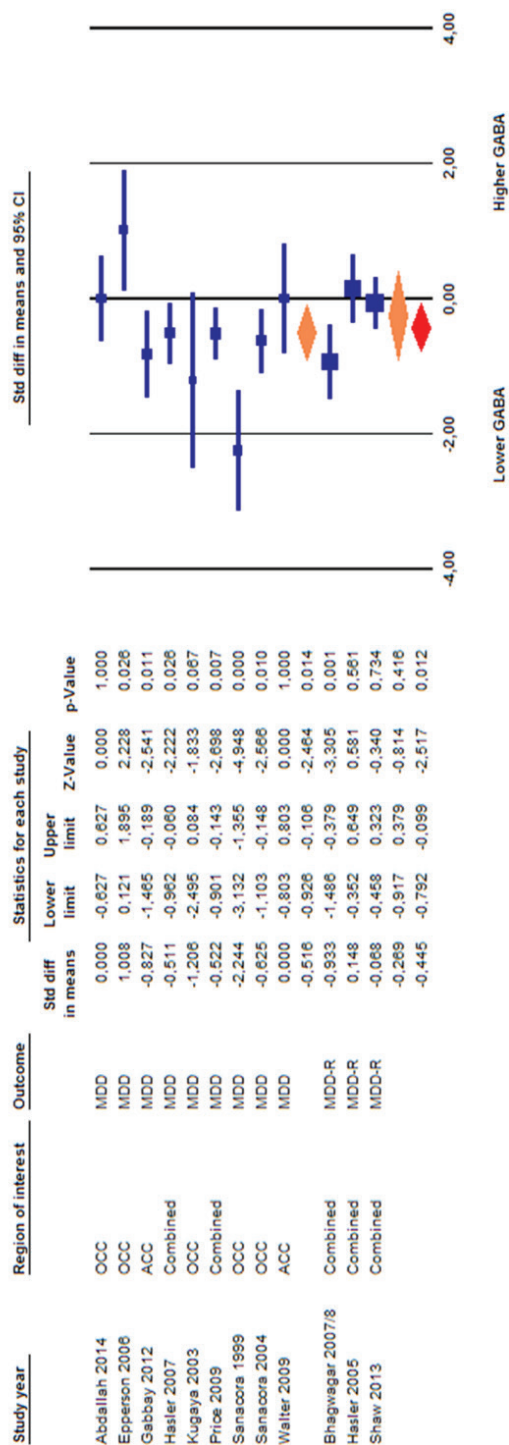 Study year Region of interest Outcome Statistics for each study Std diff in means and 95% CI
Std diff in means Lower limit Upper limit Z-Value p-Value
Abdallah 2014 OCC MDD 0,000 -0,627 0,627 0,000 1,000
Epperson 2006 OCC MDD 1,008 0,121 1,895 2,228 0,026
Gabbay 2012 ACC MDD -0,827 -1,465 -0,189 -2,541 0,011
Hasler 2007 Combined MDD -0,511 -0,962 -0,060 -2,222 0,026
Kugaya 2003 OCC MDD -1,206 -2,495 0,084 -1,833 0,067
Price 2009 Combined MDD -0,522 -0,901 -0,143 -2,698 0,007
Sanacora 1999 OCC MDD -2,244 -3,132 -1,355 -4,948 0,000
Sanacora 2004 OCC MDD -0,625 -1,103 -0,148 -2,566 0,010
Walter 2009 ACC MDD 0,000 -0,803 0,803 0,000 1,000
-0,516 -0,926 -0,106 -2,464 0,014
Bhagwagar 2007/8 Combined MDD-R -0,933 -1,486 -0,379 -3,305 0,001
Hasler 2005 Combined MDD-R 0,148 -0,352 0,649 0,581 0,561
Shaw 2013 Combined MDD-R -0,068 -0,458 0,323 -0,340 0,734
-0,269 -0,917 0,379 -0,814 0,416
-0,445 -0,792 -0,099 -2,517 0,012
-4,00 -2,00 0,00 2,00 4,00
Lower GABA Higher GABA